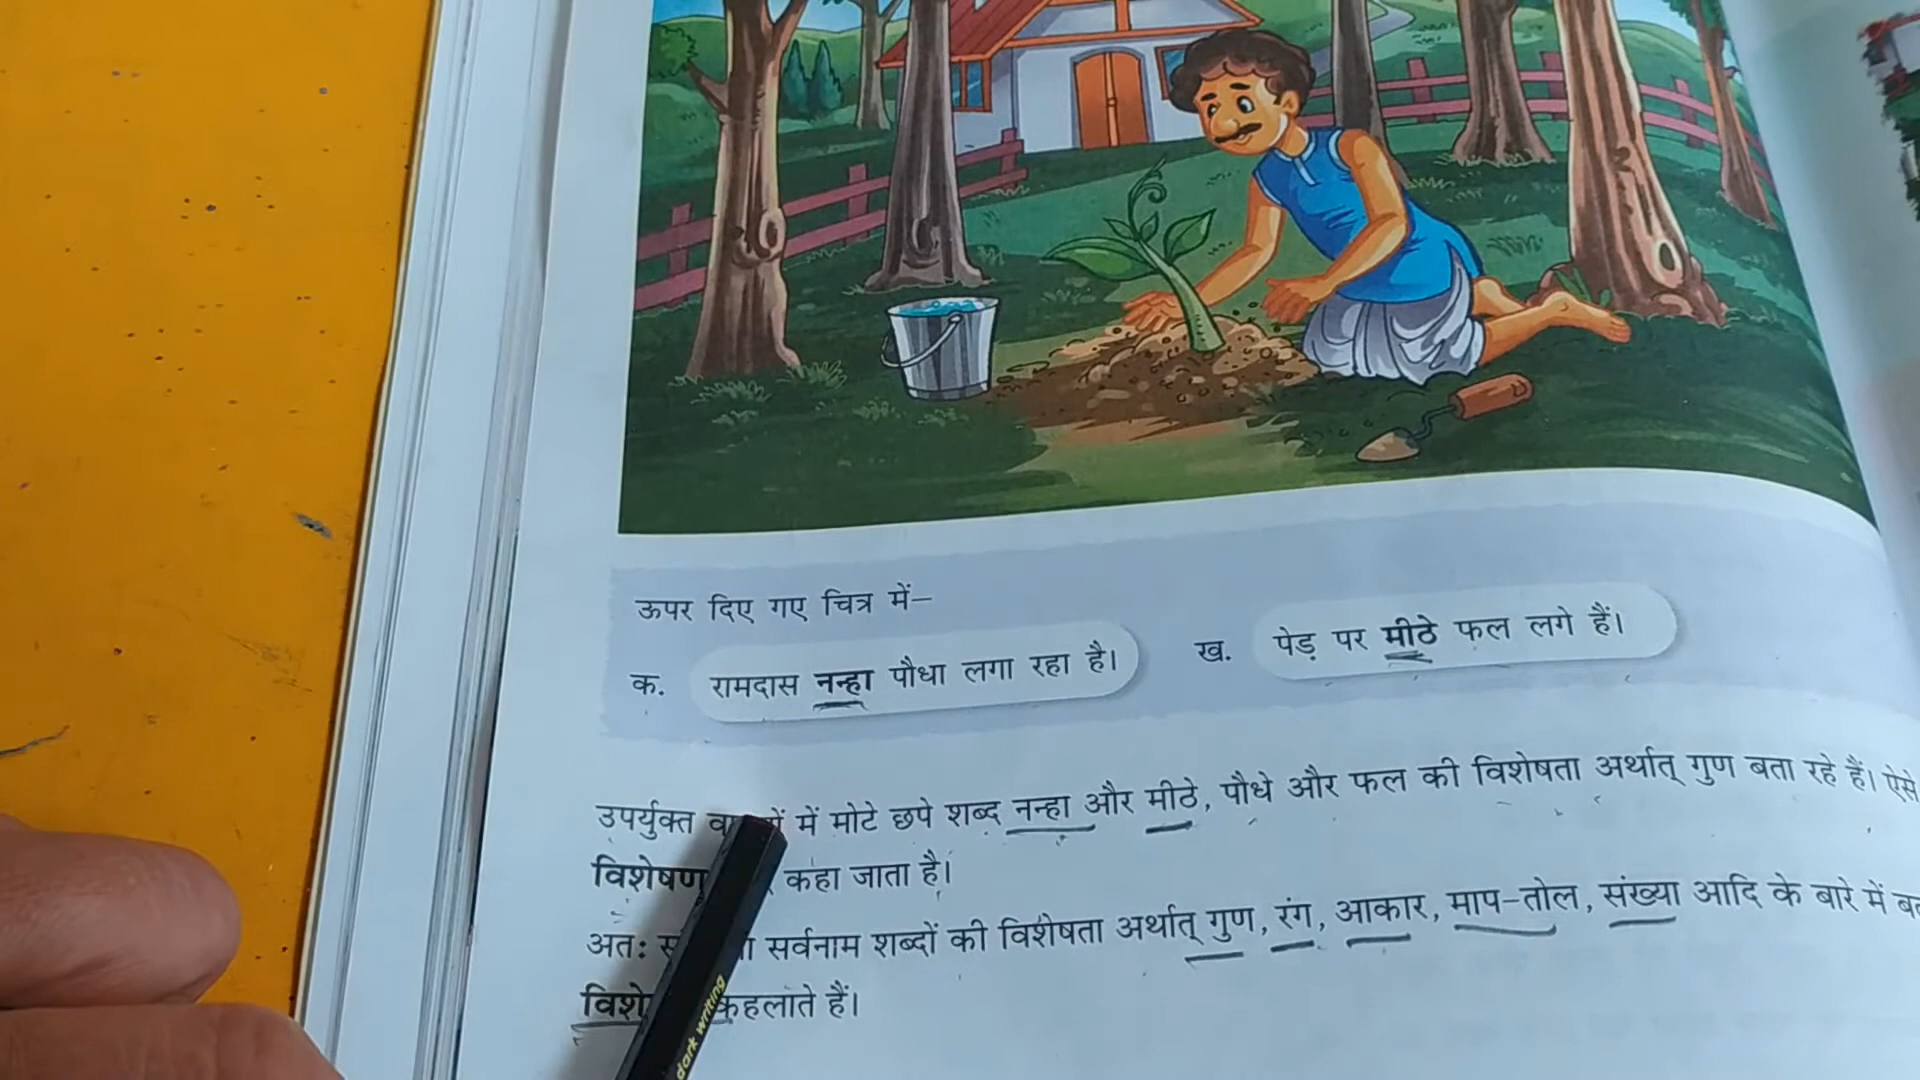 ऊपर दिए गए चित्र में–
क. रामदास नन्हा पौधा लगा रहा है।
ख. पेड़ पर मीठे फल लगे हैं।
उपर्युक्त में मोटे छपे शब्द नन्हा और मीठे, पौधे और फल की विशेषता अर्थात् गुण बता रहे हैं। ऐसे
विशेषण कहा जाता है।
अतः सर्वनाम शब्दों की विशेषता अर्थात् गुण, रंग, आकार, माप-तोल, संख्या आदि के बारे में
कहलाते हैं।
dark writing